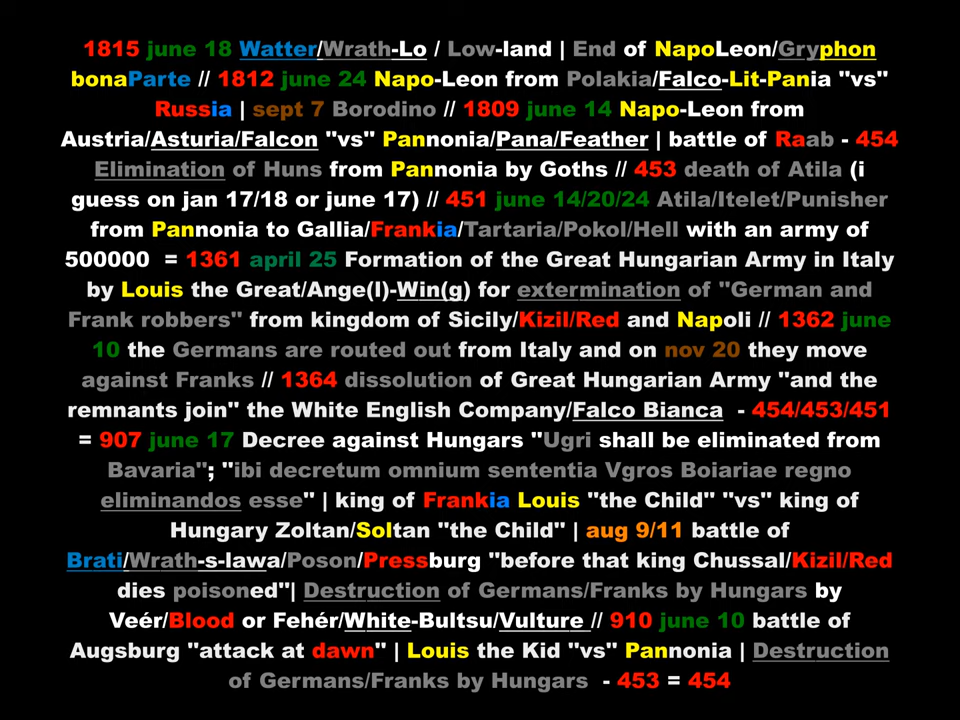 1815 june 18 Watter/Wrath-Lo / Low-land | End of NapoLeon/Gryphon
bonaParte // 1812 june 24 Napo-Leon from Polakia/Falco-Lit-Pania "vs"
Russia | sept 7 Borodino // 1809 june 14 Napo-Leon from
Austria/Asturia/Falcon "vs" Pannonia/Pana/Feather | battle of Raab - 454
Elimination of Huns from Pannonia by Goths // 453 death of Atila (i
guess on jan 17/18 or june 17) // 451 june 14/20/24 Atila/Itelet/Punisher
from Pannonia to Gallia/Frankia/Tartaria/Pokol/Hell with an army of
500000 = 1361 april 25 Formation of the Great Hungarian Army in Italy
by Louis the Great/Ange(l)-Win(g) for extermination of "German and
Frank robbers" from kingdom of Sicily/Kizil/Red and Napoli // 1362 june
10 the Germans are routed out from Italy and on nov 20 they move
against Franks // 1364 dissolution of Great Hungarian Army "and the
remnants join" the White English Company/Falco Bianca - 454/453/451
= 907 june 17 Decree against Hungars "Ugri shall be eliminated from
Bavaria"; "ibi decretum omnium sententia Vgros Boiariae regno
eliminandos esse" | king of Frankia Louis "the Child" "vs" king of
Hungary Zoltan/Soltan "the Child" | aug 9/11 battle of
Brati/Wrath-s-lawa/Poson/Pressburg "before that king Chussal/Kizil/Red
dies poisoned"| Destruction of Germans/Franks by Hungars by
Veér/Blood or Fehér/White-Bultsu/Vulture // 910 june 10 battle of
Augsburg "attack at dawn" | Louis the Kid "vs" Pannonia | Destruction
of Germans/Franks by Hungars - 453 = 454